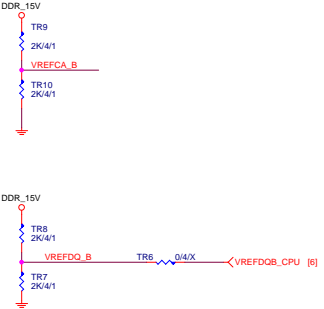 DDR_15V
TR9
2K/4/1
VREFCA_B
TR10
2K/4/1
DDR_15V
TR8
2K/4/1
VREFDQ_B TR6 0/4/X VREFDQB_CPU [6]
TR7
2K/4/1